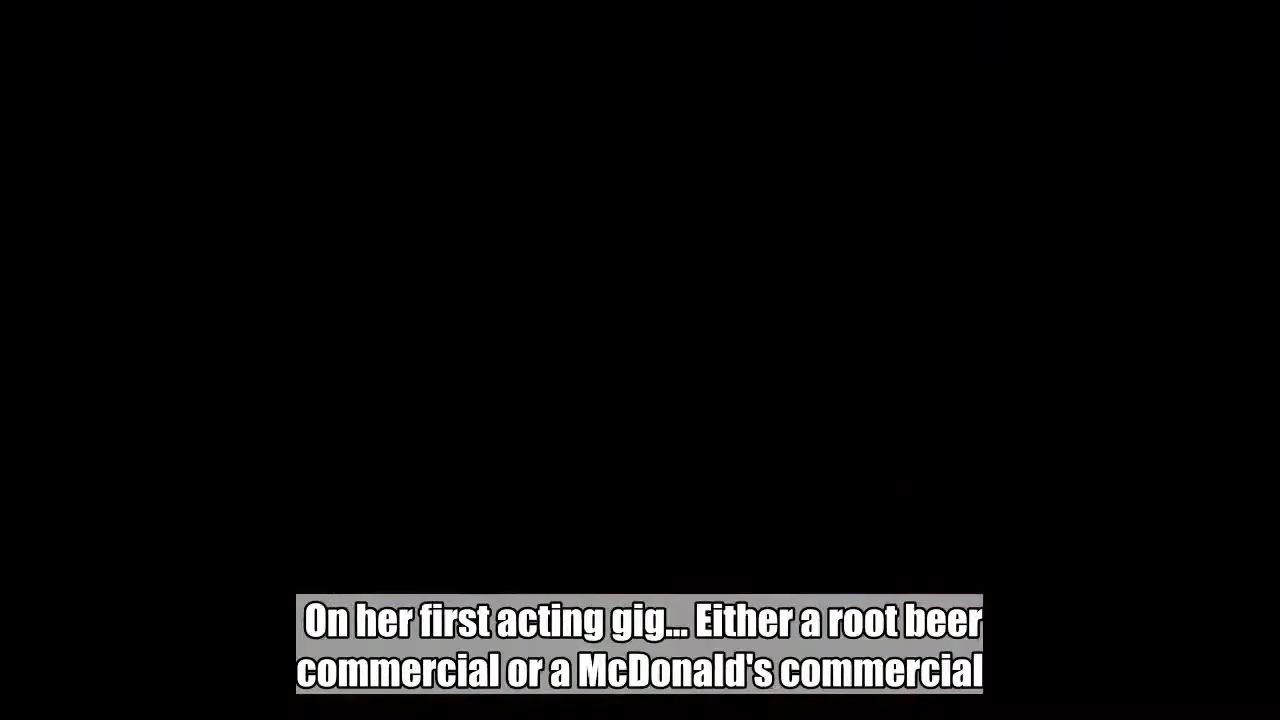 On her first acting gig... Either a root beer
commercial or a McDonald's commercial